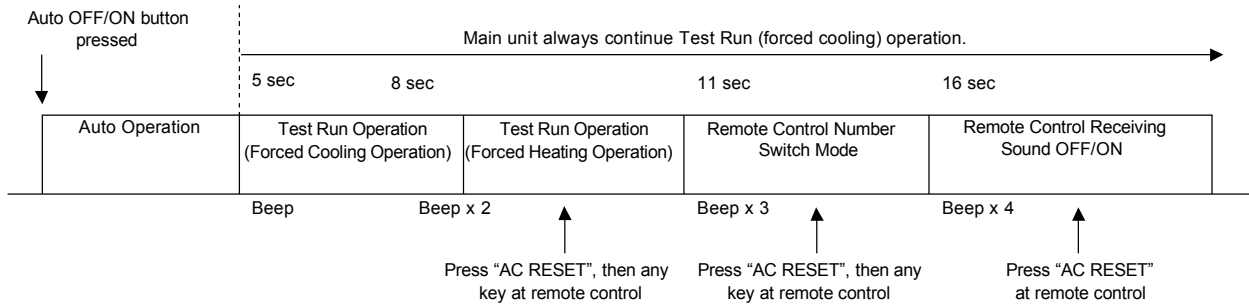 Auto OFF/ON button
pressed
Main unit always continue Test Run (forced cooling) operation.
5 sec
8 sec
11 sec
16 sec
Auto Operation
Test Run Operation
(Forced Cooling Operation)
Test Run Operation
(Forced Heating Operation)
Remote Control Number
Switch Mode
Remote Control Receiving
Sound OFF/ON
Beep
Beep x 2
Beep x 3
Beep x 4
Press “AC RESET”, then any
key at remote control
Press “AC RESET”, then any
key at remote control
Press “AC RESET”
at remote control